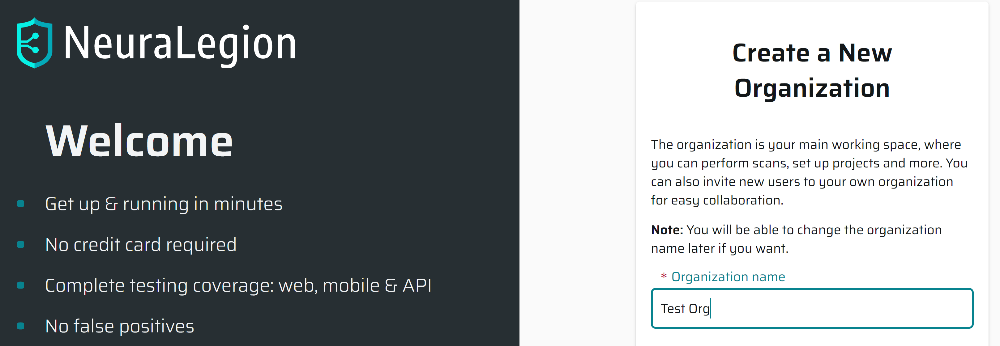 NeuraLegion
Welcome
Get up & running in minutes
No credit card required
Complete testing coverage: web, mobile & API
No false positives
Create a New
Organization
The organization is your main working space, where
you can perform scans, set up projects and more. You
can also invite new users to your own organization
for easy collaboration.
Note: You will be able to change the organization
name later if you want.
* Organization name
Test Org